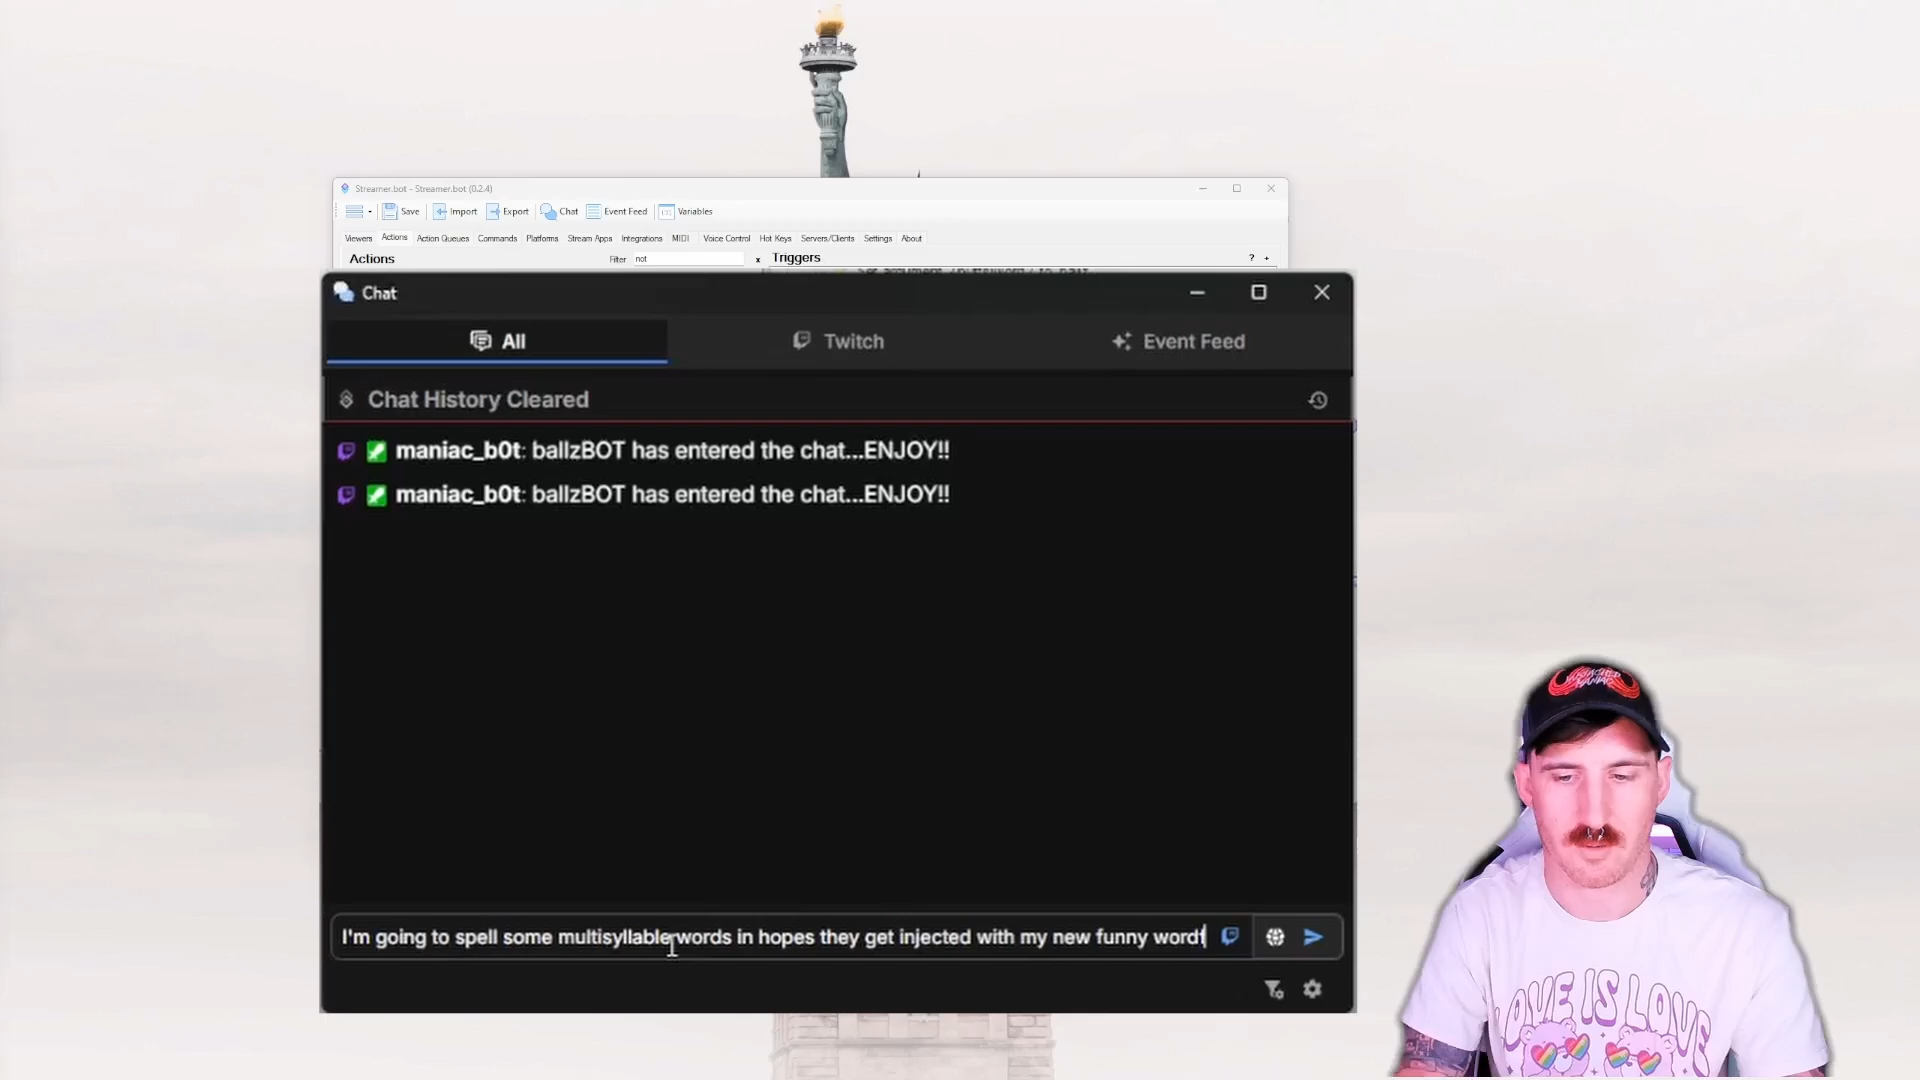 Streamer.bot - Streamer.bot (0.2.4)
Save Import Export Chat Event Feed Variables
Viewers Actions Action Queues Commands Platforms Stream Apps Integrations MIDI Voice Control Hot Keys Servers/Clients Settings About
Actions Filter not x Triggers ? +
Chat
All Twitch Event Feed
Chat History Cleared
maniac_b0t: ballzBOT has entered the chat...ENJOY!!
maniac_b0t: ballzBOT has entered the chat...ENJOY!!
I'm going to spell some multisyllable words in hopes they get injected with my new funny word!
LOVE IS LOVE